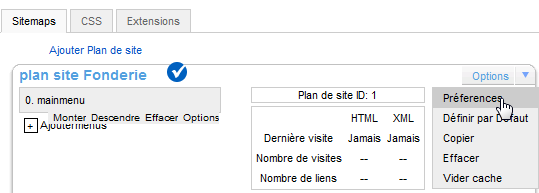 Sitemaps CSS Extensions
Ajouter Plan de site
plan site Fonderie
Options
0. mainmenu
Monter Descendre Effacer Options
+ Ajoutermenus
Plan de site ID: 1
HTML XML
Dernière visite Jamais Jamais
Nombre de visites -- --
Nombre de liens -- --
Préferences
Définir par Défaut
Copier
Effacer
Vider cache